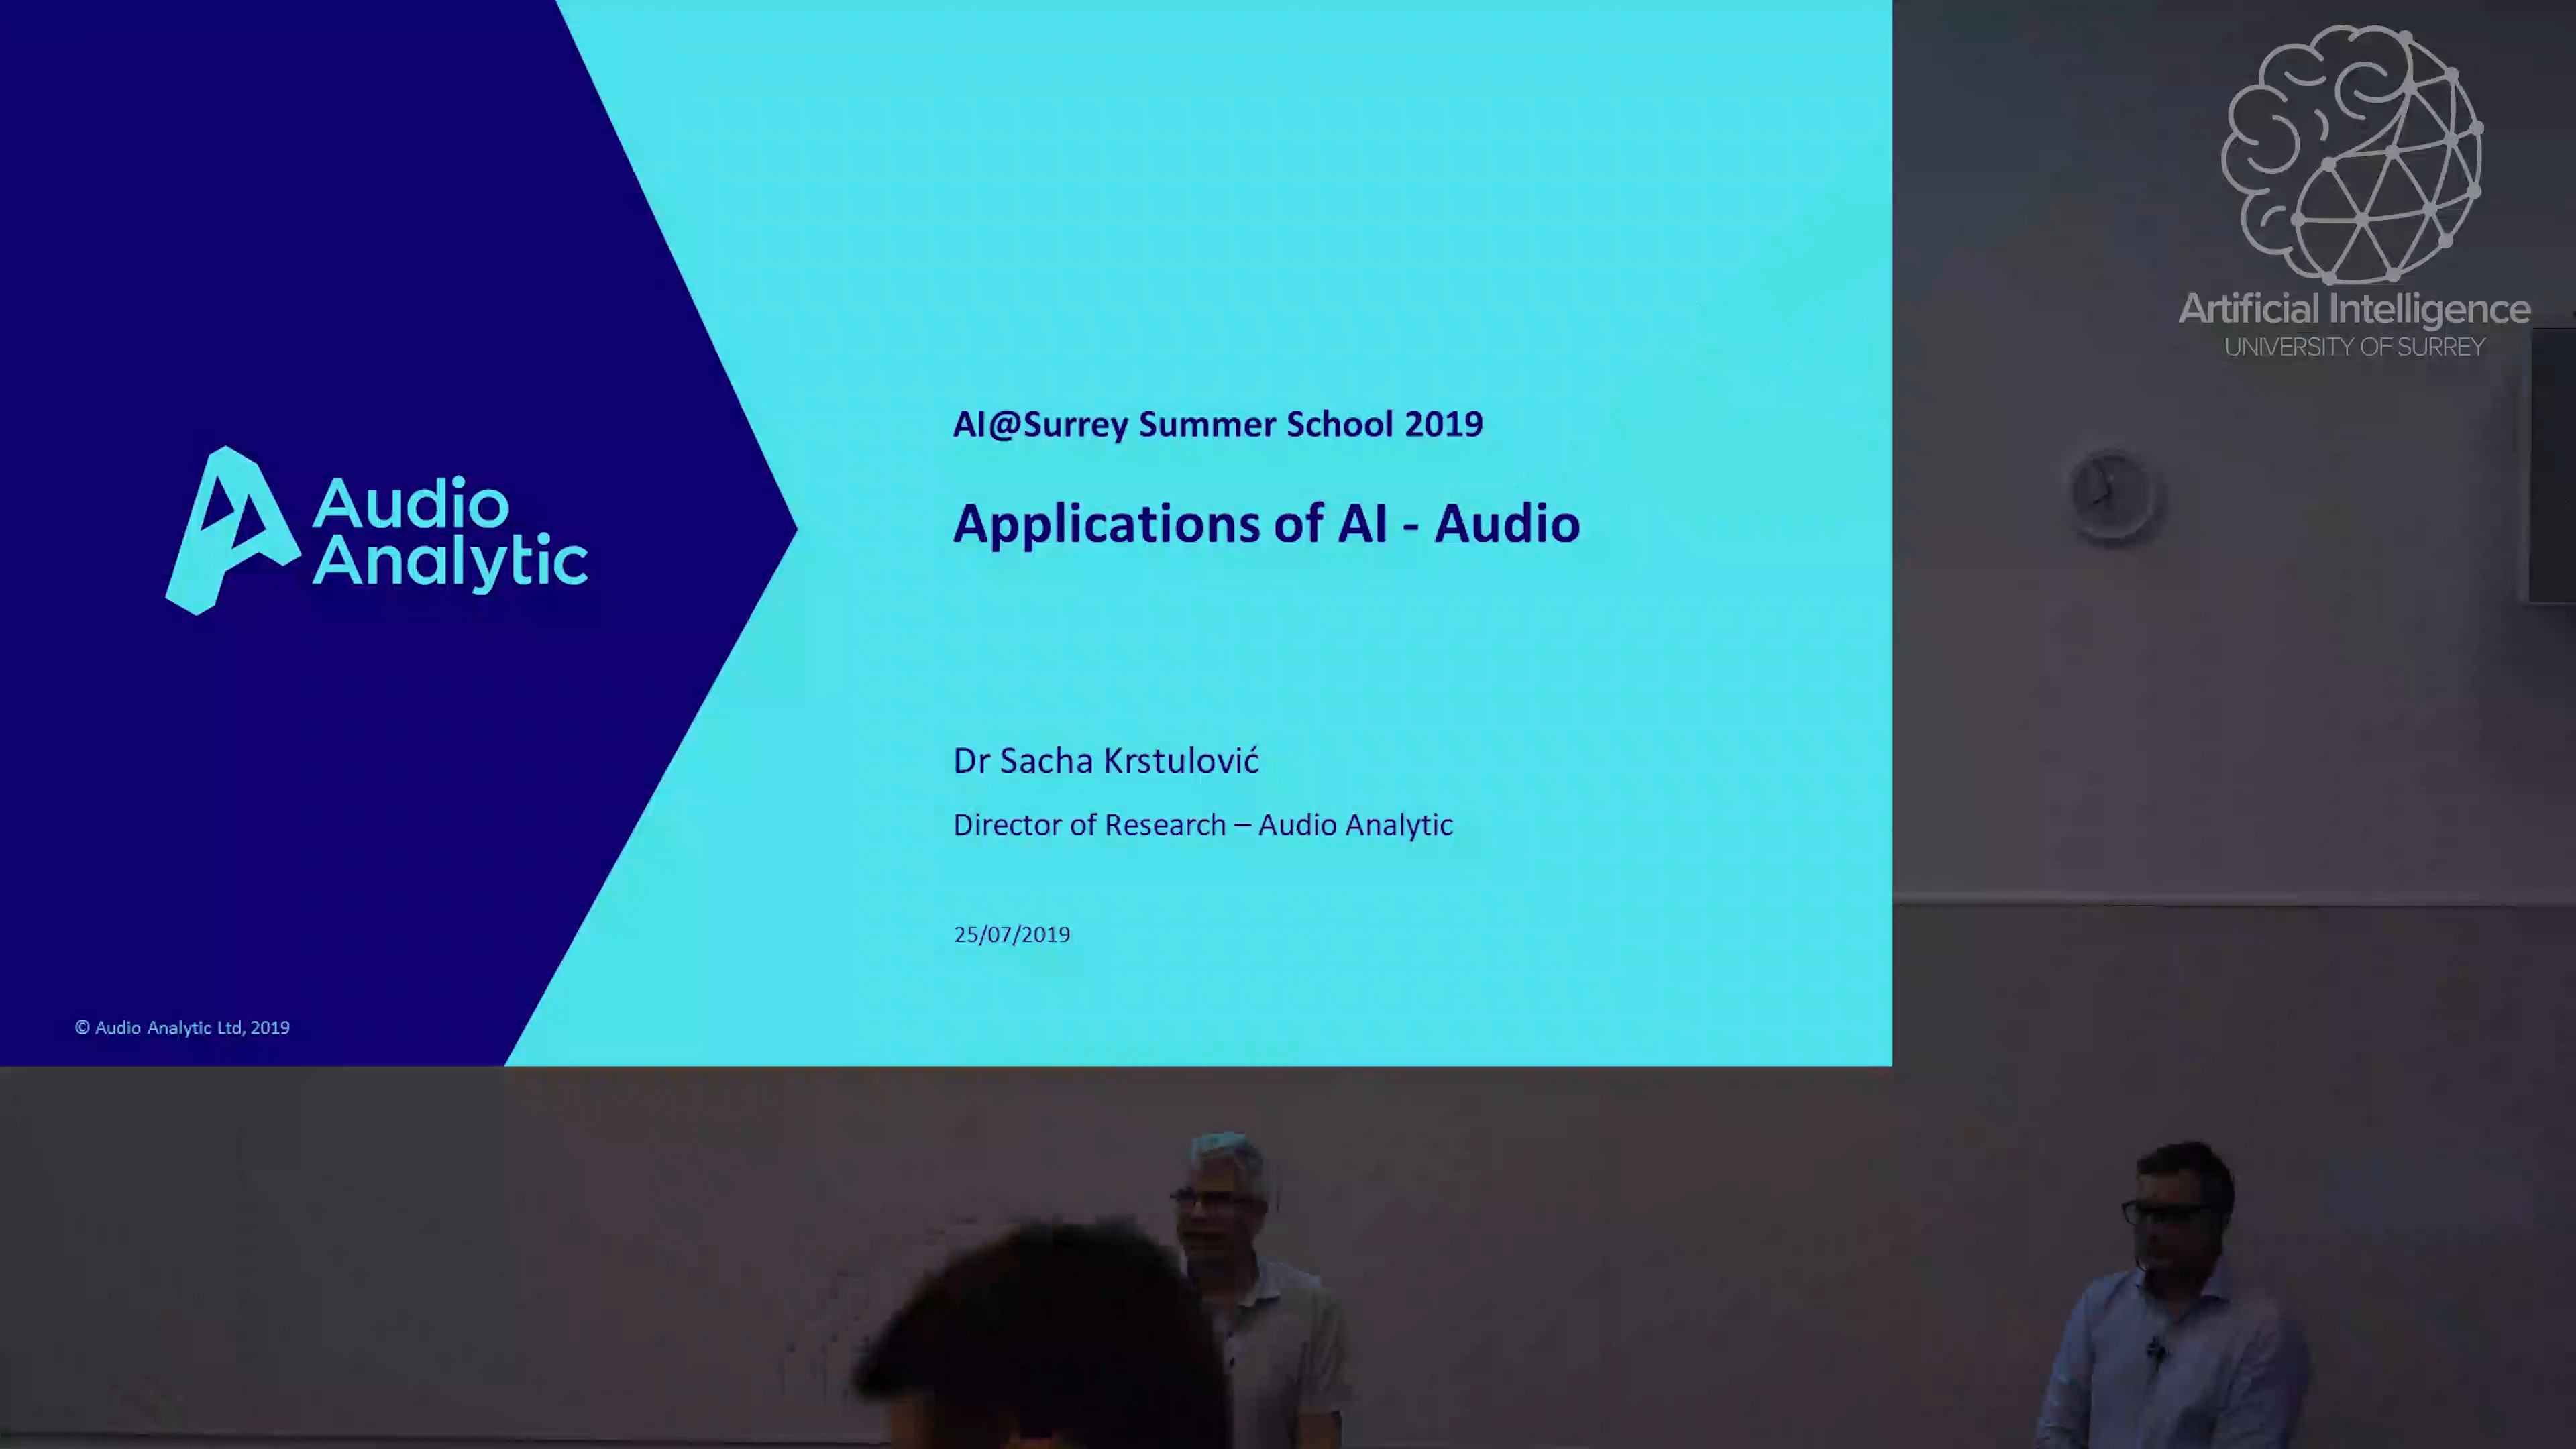 Artificial Intelligence
UNIVERSITY OF SURREY
AI@Surrey Summer School 2019
Applications of AI - Audio
Audio
Analytic
Dr Sacha Krstulović
Director of Research – Audio Analytic
25/07/2019
© Audio Analytic Ltd, 2019